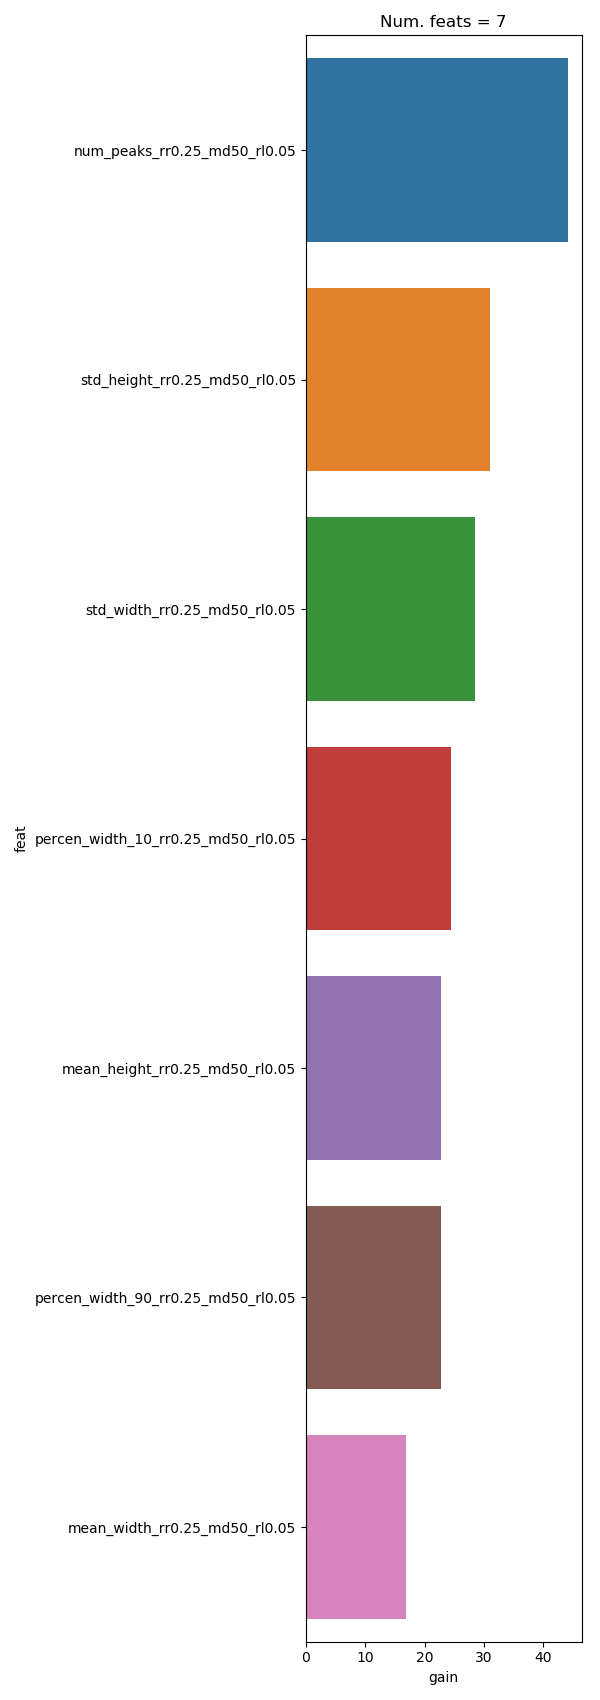 Num. feats = 7
num_peaks_rr0.25_md50_rl0.05
std_height_rr0.25_md50_rl0.05
std_width_rr0.25_md50_rl0.05
feat
percen_width_10_rr0.25_md50_rl0.05
mean_height_rr0.25_md50_rl0.05
percen_width_90_rr0.25_md50_rl0.05
mean_width_rr0.25_md50_rl0.05
0 10 20 30 40
gain